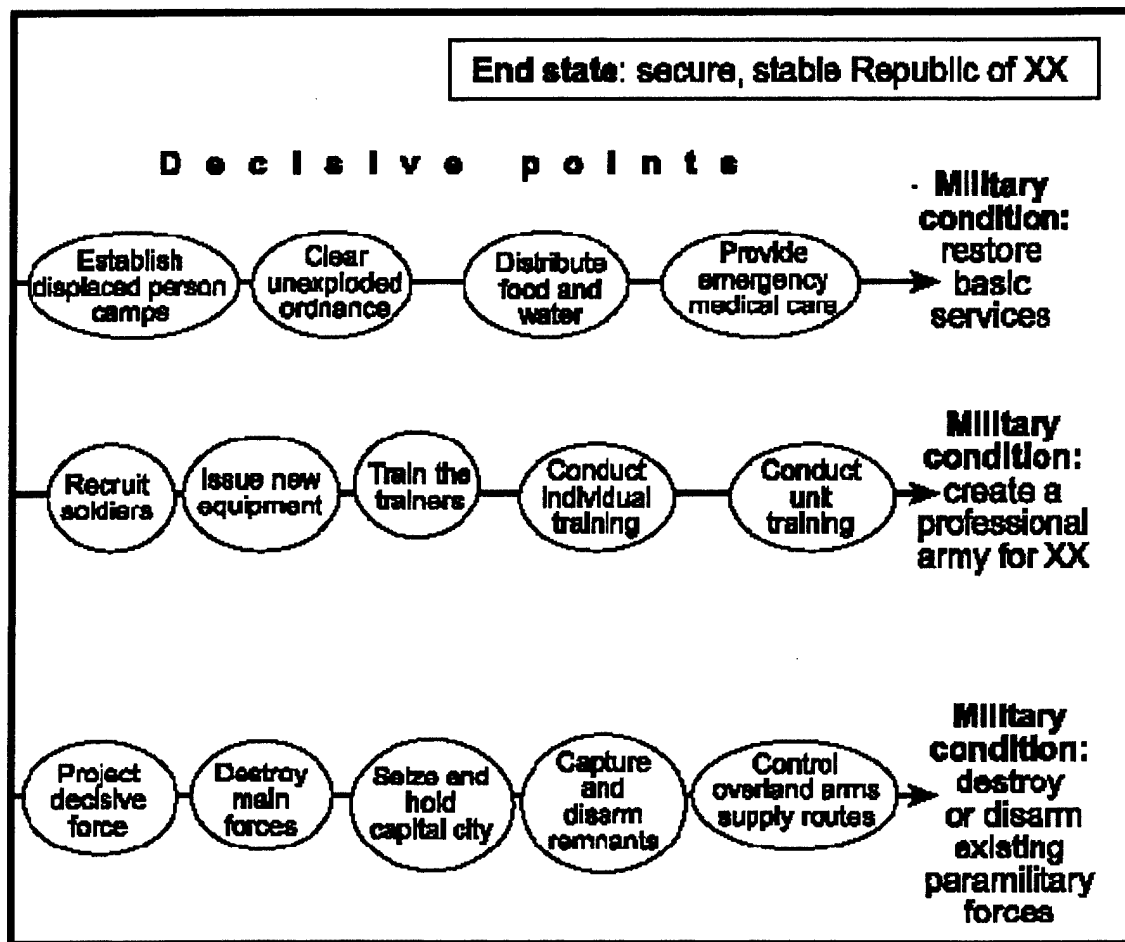 End state: secure, stable Republic of XX
Decisive points
Establish
displaced person
camps
Clear
unexploded
ordnance
Distribute
food and
water
Provide
emergency
medical care
Military
condition:
restore
basic
services
Recruit
soldiers
Issue new
equipment
Train the
trainers
Conduct
individual
training
Conduct
unit
training
Military
condition:
create a
professional
army for XX
Project
decisive
force
Destroy
main
forces
Seize and
hold
capital city
Capture
and
disarm
remnants
Control
overland arms
supply routes
Military
condition:
destroy
or disarm
existing
paramilitary
forces